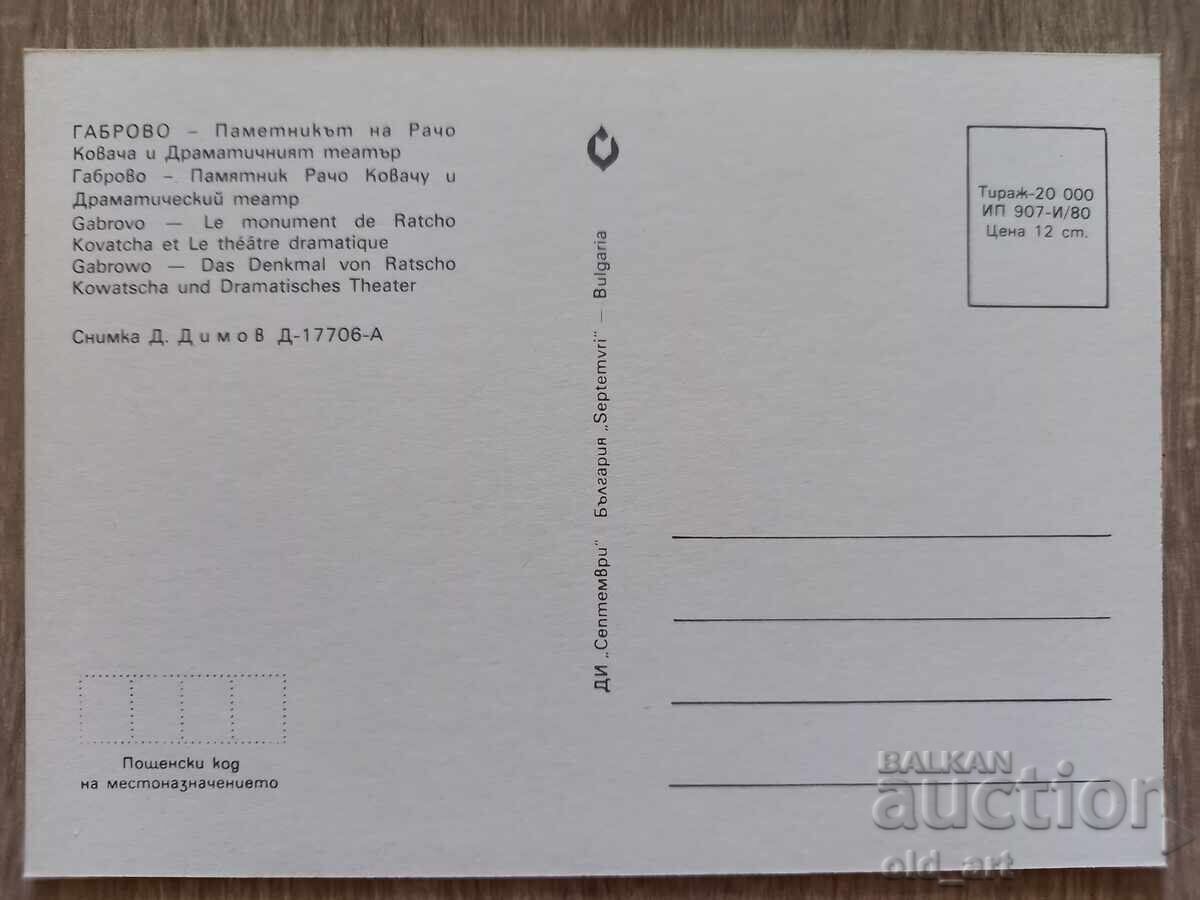 ГАБРОВО – Паметникът на Рачо
Ковача и Драматичният театър
Габрово – Памятник Рачо Ковачу и
Драматический театр
Gabrovo — Le monument de Ratcho
Kovatcha et Le théâtre dramatique
Gabrowo — Das Denkmal von Ratscho
Kowatscha und Dramatisches Theater
Снимка Д. Димов Д-17706-А
Пощенски код
на местоназначението
ДИ „Септември“ България „Septemvri“ — Bulgaria
Тираж-20 000
ИП 907-И/80
Цена 12 ст.
BALKAN
auction
old_art